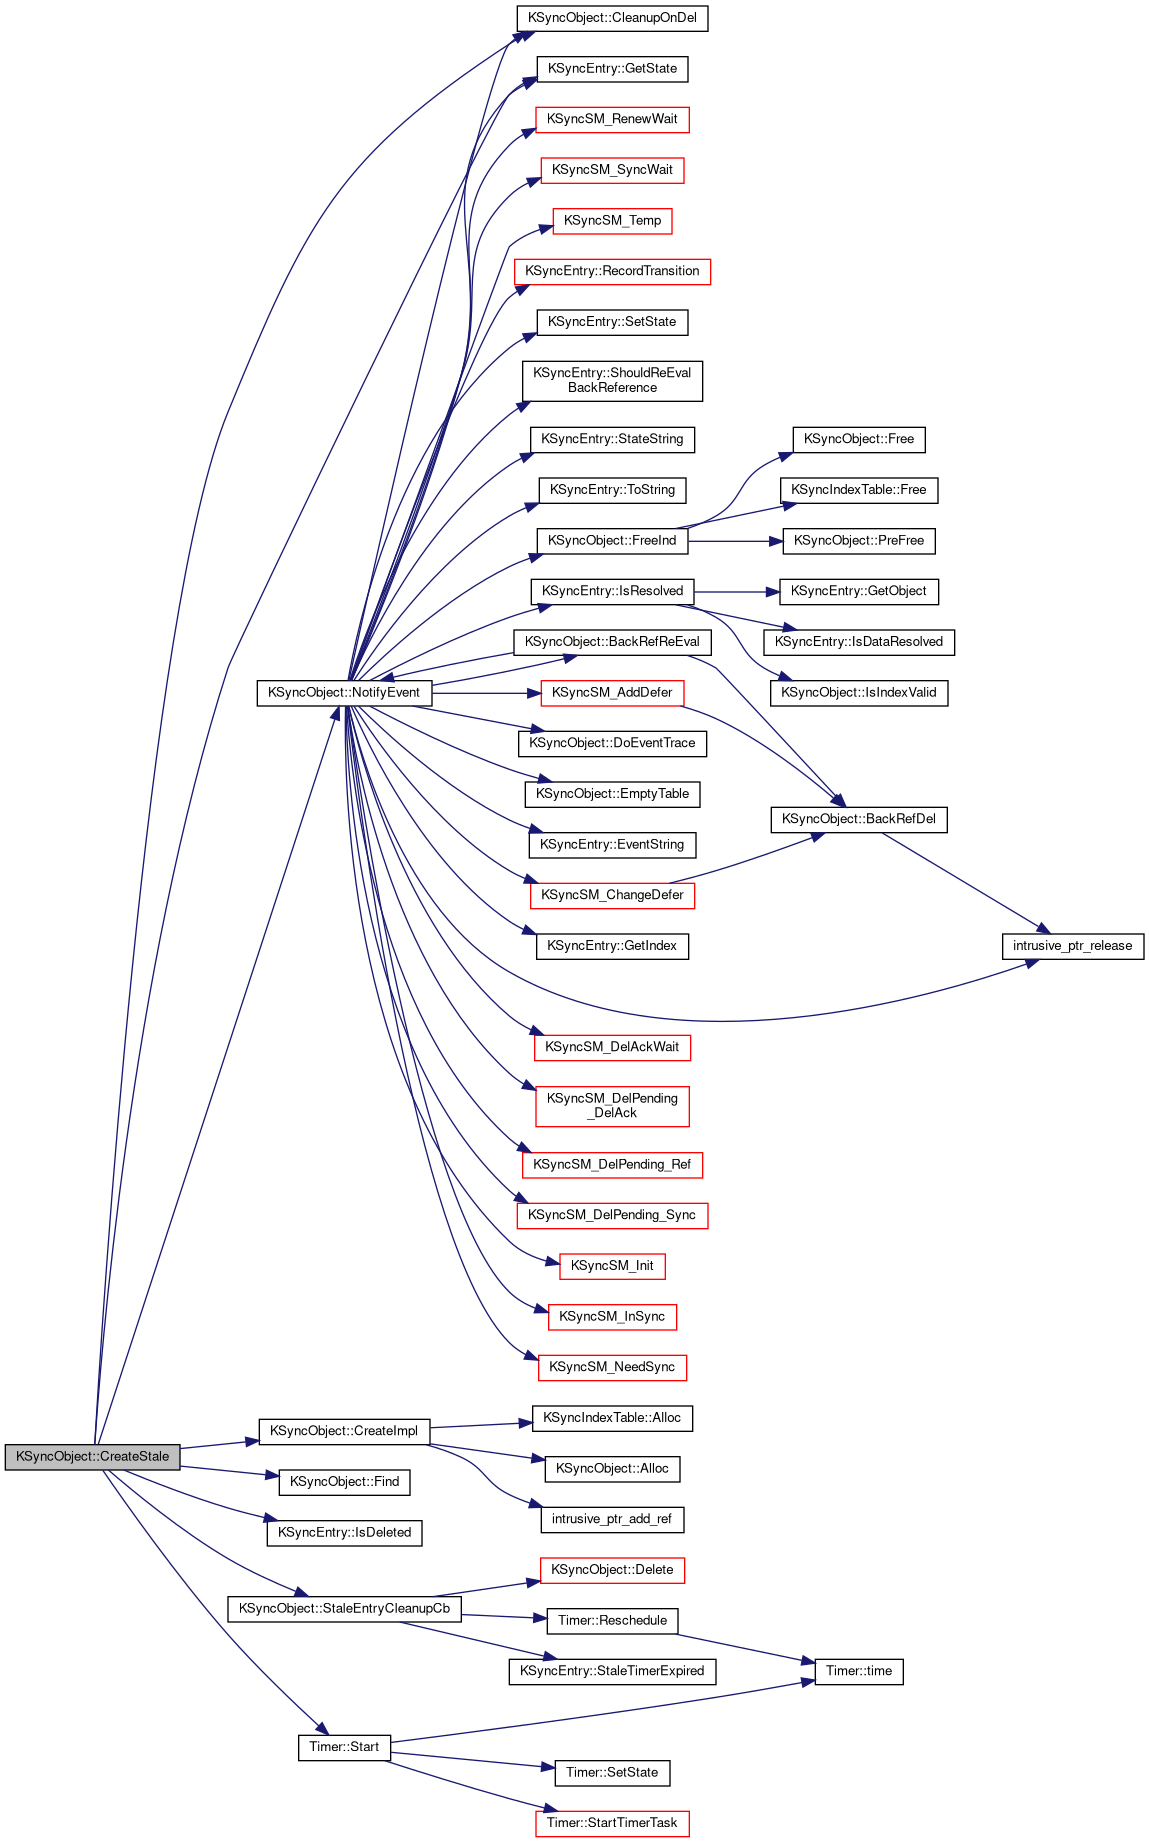 KSyncObject::CleanupOnDel
KSyncEntry::GetState
KSyncSM_RenewWait
KSyncSM_SyncWait
KSyncSM_Temp
KSyncEntry::RecordTransition
KSyncEntry::SetState
KSyncEntry::ShouldReEval
BackReference
KSyncEntry::StateString
KSyncObject::Free
KSyncEntry::ToString
KSyncIndexTable::Free
KSyncObject::FreeInd
KSyncObject::PreFree
KSyncEntry::IsResolved
KSyncEntry::GetObject
KSyncObject::BackRefReEval
KSyncEntry::IsDataResolved
KSyncObject::NotifyEvent
KSyncSM_AddDefer
KSyncObject::IsIndexValid
KSyncObject::DoEventTrace
KSyncObject::EmptyTable
KSyncObject::BackRefDel
KSyncEntry::EventString
KSyncSM_ChangeDefer
KSyncEntry::GetIndex
intrusive_ptr_release
KSyncSM_DelAckWait
KSyncSM_DelPending
_DelAck
KSyncSM_DelPending_Ref
KSyncSM_DelPending_Sync
KSyncSM_Init
KSyncSM_InSync
KSyncSM_NeedSync
KSyncIndexTable::Alloc
KSyncObject::CreateImpl
KSyncObject::CreateStale
KSyncObject::Alloc
KSyncObject::Find
intrusive_ptr_add_ref
KSyncEntry::IsDeleted
KSyncObject::Delete
KSyncObject::StaleEntryCleanupCb
Timer::Reschedule
KSyncEntry::StaleTimerExpired
Timer::time
Timer::Start
Timer::SetState
Timer::StartTimerTask